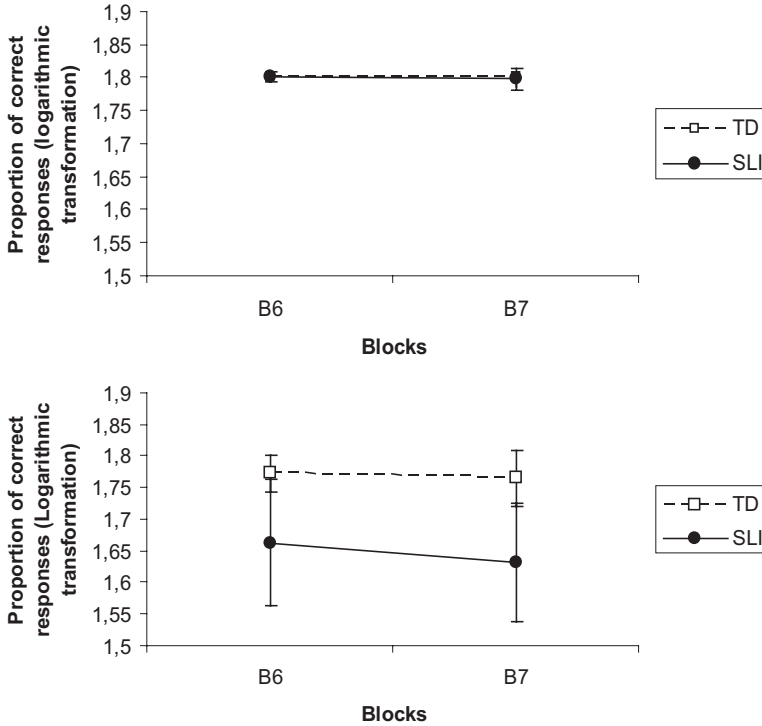 Proportion of correct
responses (logarithmic
transformation)
1,9
1,85
1,8
1,75
1,7
1,65
1,6
1,55
1,5
B6 B7
Blocks
TD
SLI
Proportion of correct
responses (Logarithmic
transformation)
1,9
1,85
1,8
1,75
1,7
1,65
1,6
1,55
1,5
B6 B7
Blocks
TD
SLI